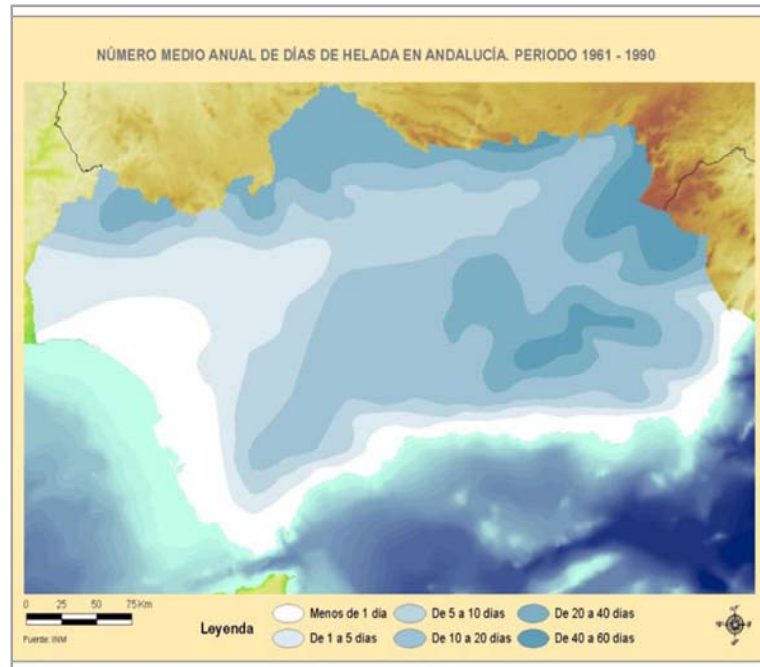 NÚMERO MEDIO ANUAL DE DÍAS DE HELADA EN ANDALUCÍA. PERIODO 1961 - 1990
0 25 50 75 Km
Fuente: INM
Leyenda
Menos de 1 día
De 5 a 10 días
De 20 a 40 días
De 1 a 5 días
De 10 a 20 días
De 40 a 60 días